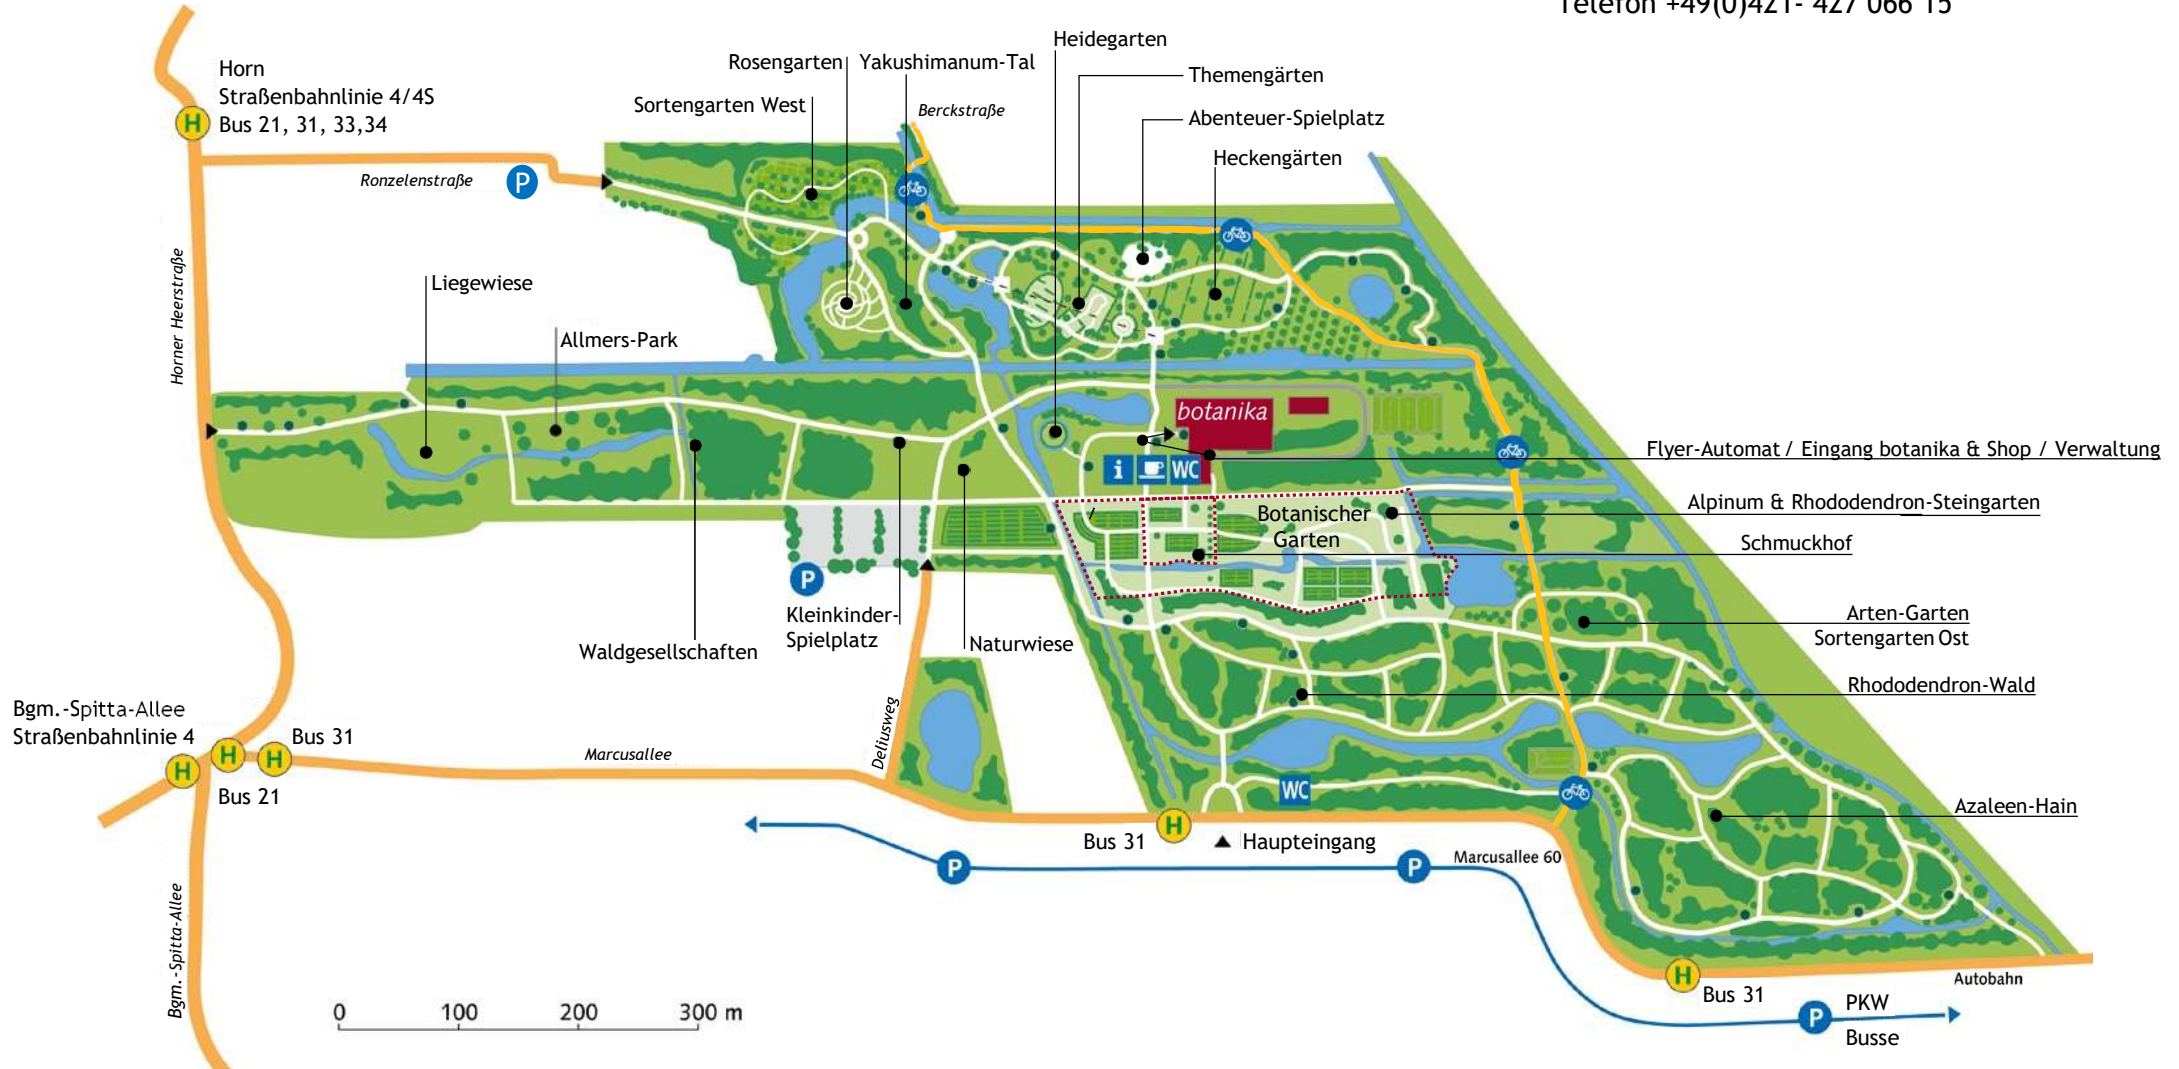 Telefon +49(0)421- 427 066 15
Heidegarten
Rosengarten
Yakushimanum-Tal
Horn
Straßenbahnlinie 4/4S
Bus 21, 31, 33,34
H
Themengärten
Sortengarten West
Berckstraße
Abenteuer-Spielplatz
Heckengärten
Ronzelenstraße
P
Horner Heerstraße
Liegewiese
Allmers-Park
botanika
Flyer-Automat / Eingang botanika & Shop / Verwaltung
i
WC
Alpinum & Rhododendron-Steingarten
Botanischer
Garten
Schmuckhof
P
Kleinkinder-
Spielplatz
Arten-Garten
Sortengarten Ost
Waldgesellschaften
Naturwiese
Rhododendron-Wald
Bgm.-Spitta-Allee
Straßenbahnlinie 4
H
H
H
Bus 31
Bus 21
Marcusallee
Deliusweg
WC
Azaleen-Hain
Bus 31
H
Haupteingang
P
P
Marcusallee 60
Bgm.-Spitta-Allee
H
Bus 31
Autobahn
P
PKW
Busse
0 100 200 300 m